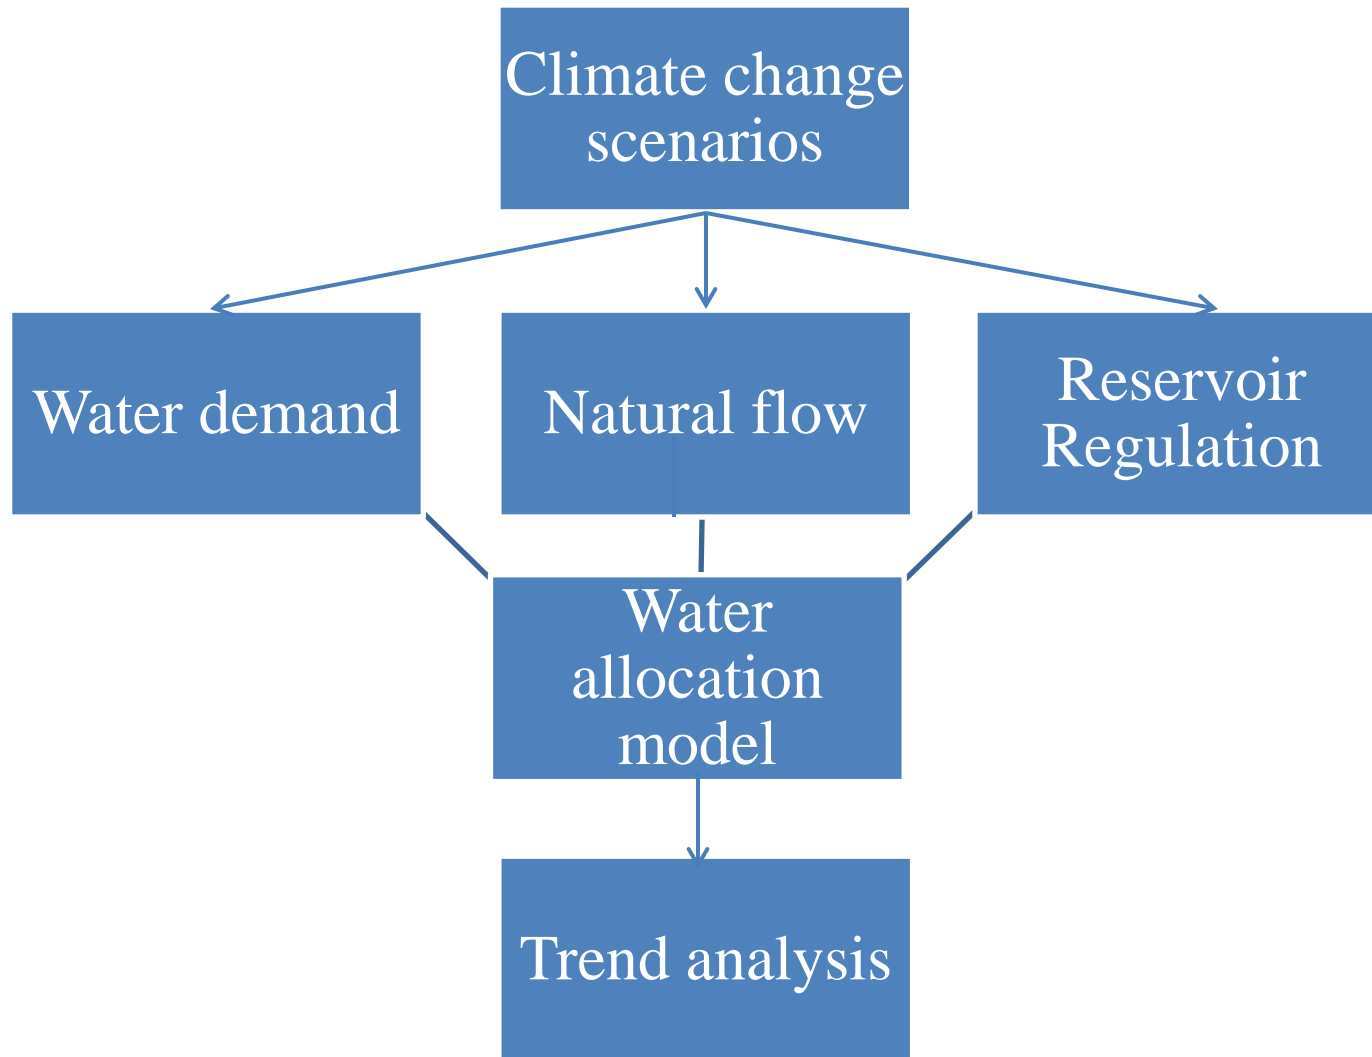 Climate change
scenarios
Water demand
Natural flow
Reservoir
Regulation
Water
allocation
model
Trend analysis